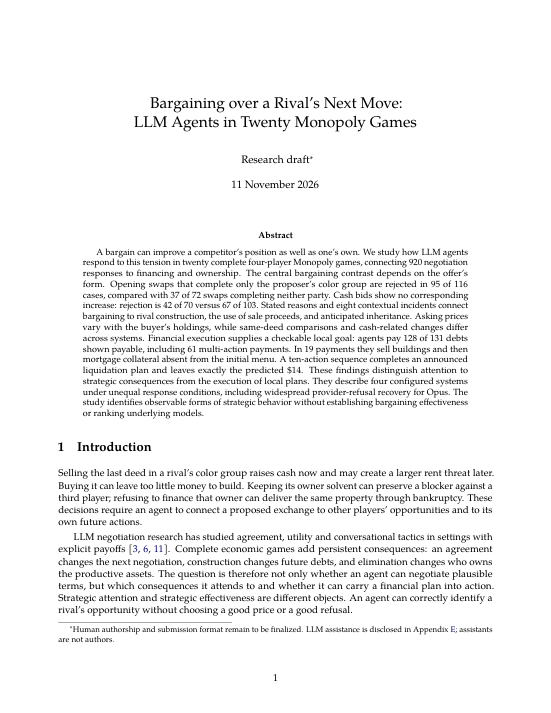 Bargaining over a Rival's Next Move:
LLM Agents in Twenty Monopoly Games
Research draft*
11 November 2026
Abstract
A bargain can improve a competitor's position as well as one's own. We study how LLM agents
respond to this tension in twenty complete four-player Monopoly games, connecting 920 negotiation
responses to financing and ownership. The central bargaining contrast depends on the offer's
form. Opening swaps that complete only the proposer's color group are rejected in 95 of 116
cases, compared with 37 of 72 swaps completing neither party. Cash bids show no corresponding
increase: rejection is 42 of 70 versus 67 of 103. Stated reasons and eight contextual incidents connect
bargaining to rival construction, the use of sale proceeds, and anticipated inheritance. Asking prices
vary with the buyer's holdings, while same-deed comparisons and cash-related changes differ
across systems. Financial execution supplies a checkable local goal: agents pay 128 of 131 debts
shown payable, including 61 multi-action payments. In 19 payments they sell buildings and then
mortgage collateral absent from the initial menu. A ten-action sequence completes an announced
liquidation plan and leaves exactly the predicted $14. These findings distinguish attention to
strategic consequences from the execution of local plans. They describe four configured systems
under unequal response conditions, including widespread provider-refusal recovery for Opus. The
study identifies observable forms of strategic behavior without establishing bargaining effectiveness
or ranking underlying models.
1 Introduction
Selling the last deed in a rival's color group raises cash now and may create a larger rent threat later.
Buying it can leave too little money to build. Keeping its owner solvent can preserve a blocker against a
third player; refusing to finance that owner can deliver the same property through bankruptcy. These
decisions require an agent to connect a proposed exchange to other players' opportunities and to its
own future actions.
LLM negotiation research has studied agreement, utility and conversational tactics in settings with
explicit payoffs [3, 6, 11]. Complete economic games add persistent consequences: an agreement
changes the next negotiation, construction changes future debts, and elimination changes who owns
the productive assets. The question is therefore not only whether an agent can negotiate plausible
terms, but which consequences it attends to and whether it can carry a financial plan into action.
Strategic attention and strategic effectiveness are different objects. An agent can correctly identify a
rival's opportunity without choosing a good price or a good refusal.
*Human authorship and submission format remain to be finalized. LLM assistance is disclosed in Appendix E; assistants
are not authors.
1